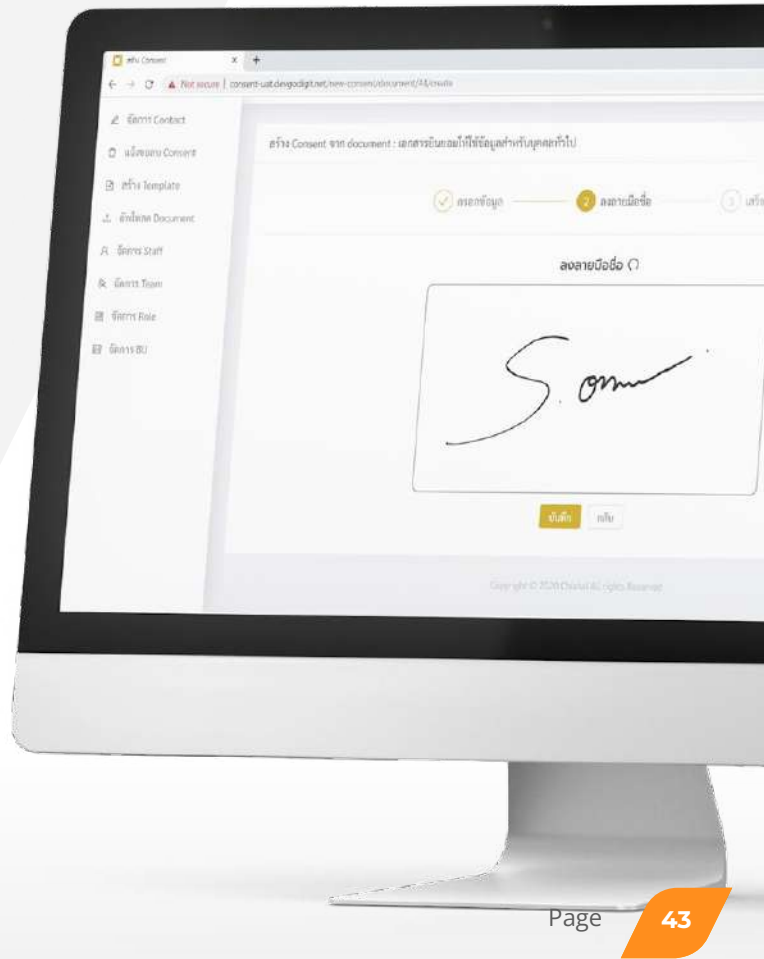 สร้าง Consent x +
Not secure | consent-uat.devgodigit.net/new-consent/document/44/create
จัดการ Contact
สร้าง Consent จาก document : เอกสารยินยอมให้ใช้ข้อมูลสำหรับบุคคลทั่วไป
Consent
สร้าง Template
กรอกข้อมูล
2 ลงลายมือชื่อ
3
อัพโหลด Document
จัดการ Staff
จัดการ Team
ลงลายมือชื่อ
จัดการ Role
จัดการ BU
บันทึก กลับ
Copyright © 2020 All rights Reserved
Page 43